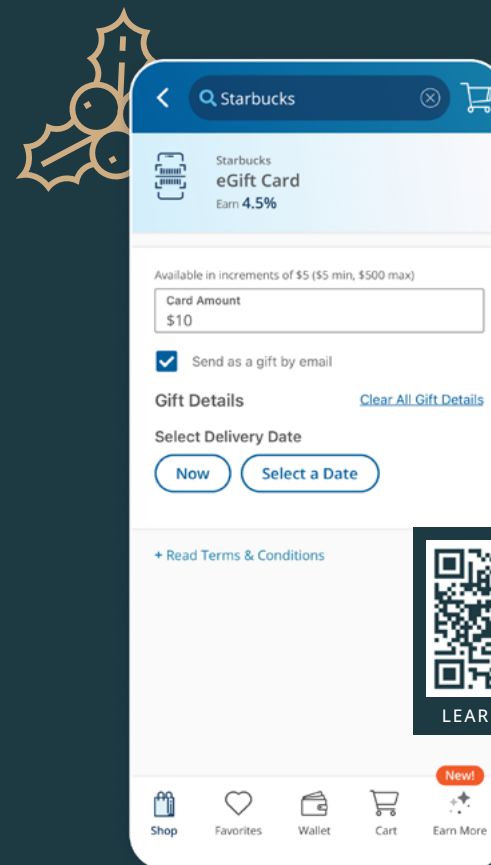 Starbucks
Starbucks
eGift Card
Earn 4.5%
Available in increments of $5 ($5 min, $500 max)
Card Amount
$10
Send as a gift by email
Gift Details
Clear All Gift Details
Select Delivery Date
Now
Select a Date
+ Read Terms & Conditions
LEAR
New!
Shop
Favorites
Wallet
Cart
Earn More